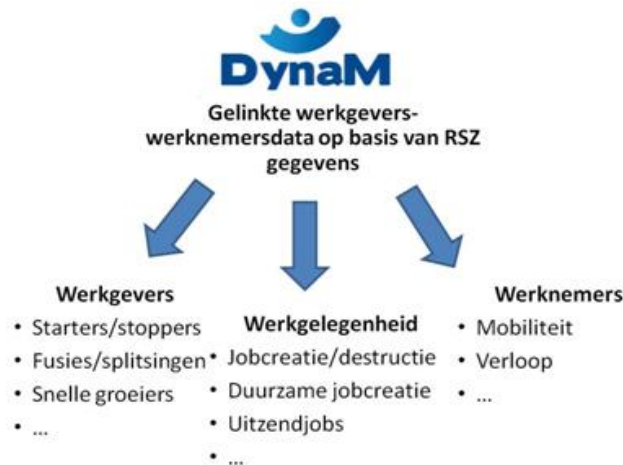 DynaM
Gelinkte werkgevers-
werknemersdata op basis van RSZ
gegevens
Werkgevers
• Starters/stoppers
• Fusies/splitsingen
• Snelle groeiers
• ...
Werkgelegenheid
• Jobcreatie/destructie
• Duurzame jobcreatie
• Uitzendjobs
• ...
Werknemers
• Mobiliteit
• Verloop
• ...